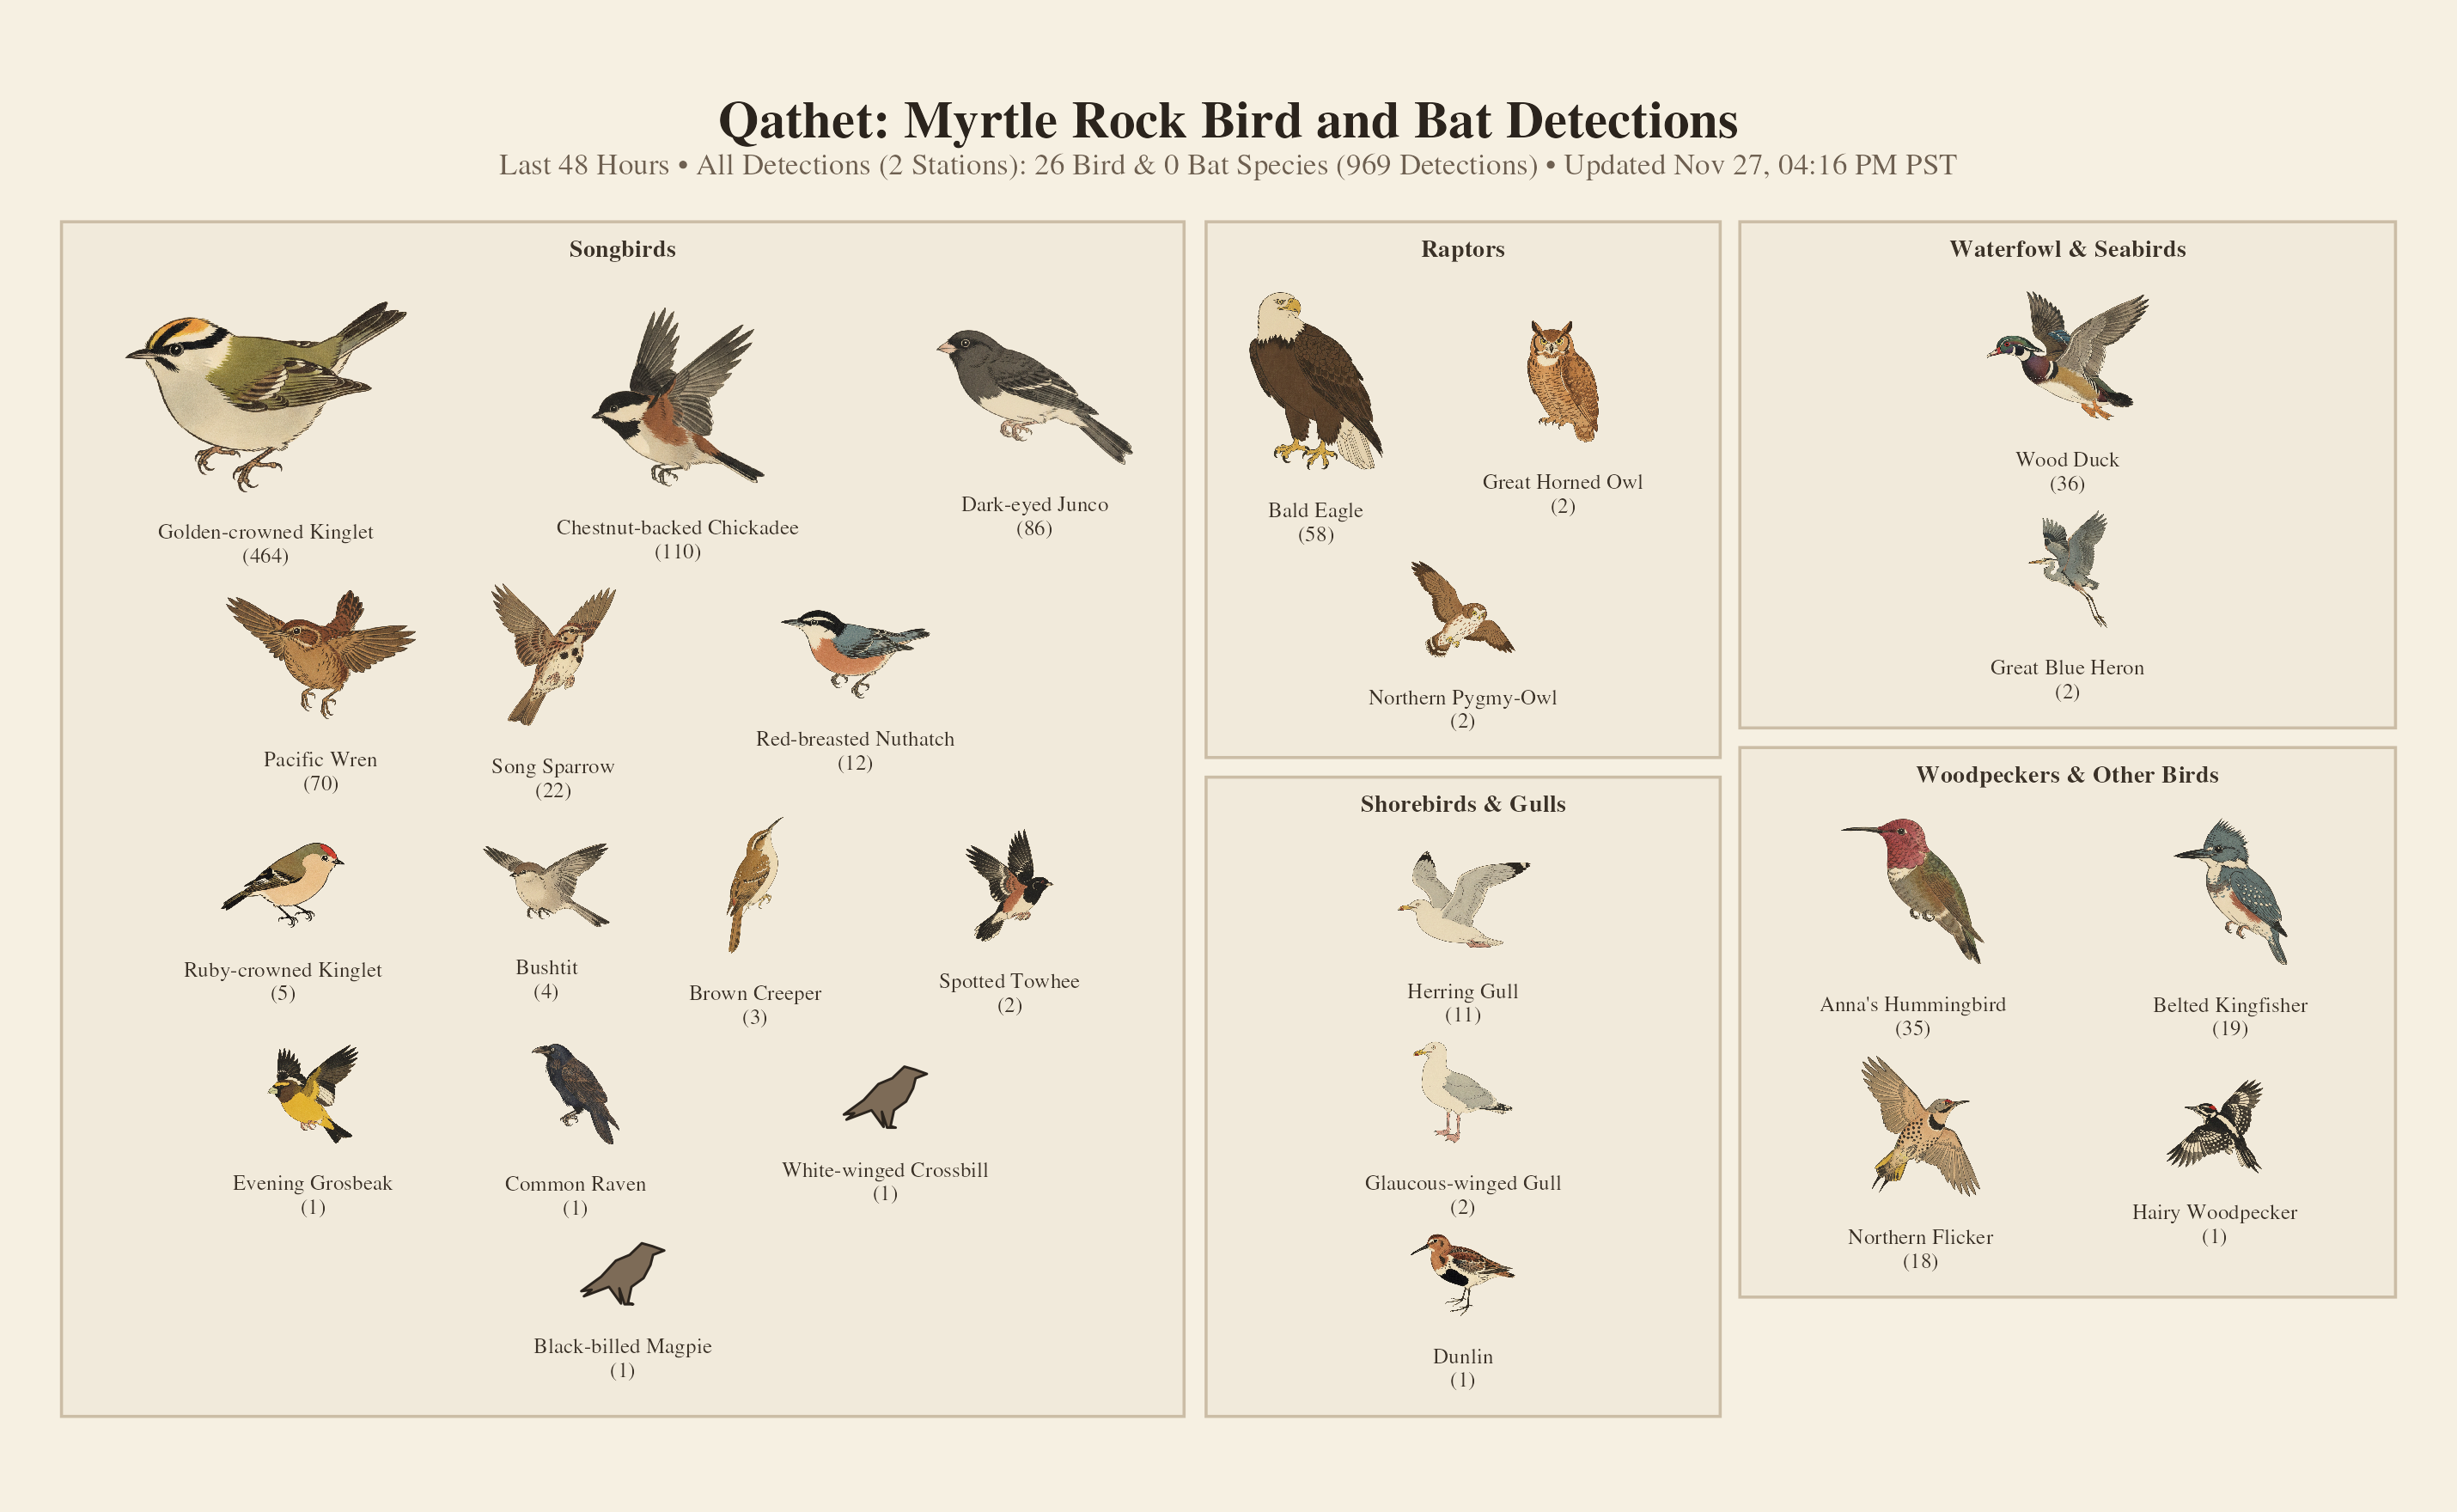 Qathet: Myrtle Rock Bird and Bat Detections
Last 48 Hours • All Detections (2 Stations): 26 Bird & 0 Bat Species (969 Detections) • Updated Nov 27, 04:16 PM PST
Songbirds
Golden-crowned Kinglet
(464)
Chestnut-backed Chickadee
(110)
Dark-eyed Junco
(86)
Pacific Wren
(70)
Song Sparrow
(22)
Red-breasted Nuthatch
(12)
Ruby-crowned Kinglet
(5)
Bushtit
(4)
Brown Creeper
(3)
Spotted Towhee
(2)
Evening Grosbeak
(1)
Common Raven
(1)
White-winged Crossbill
(1)
Black-billed Magpie
(1)
Raptors
Bald Eagle
(58)
Great Horned Owl
(2)
Northern Pygmy-Owl
(2)
Shorebirds & Gulls
Herring Gull
(11)
Glaucous-winged Gull
(2)
Dunlin
(1)
Waterfowl & Seabirds
Wood Duck
(36)
Great Blue Heron
(2)
Woodpeckers & Other Birds
Anna's Hummingbird
(35)
Belted Kingfisher
(19)
Northern Flicker
(18)
Hairy Woodpecker
(1)